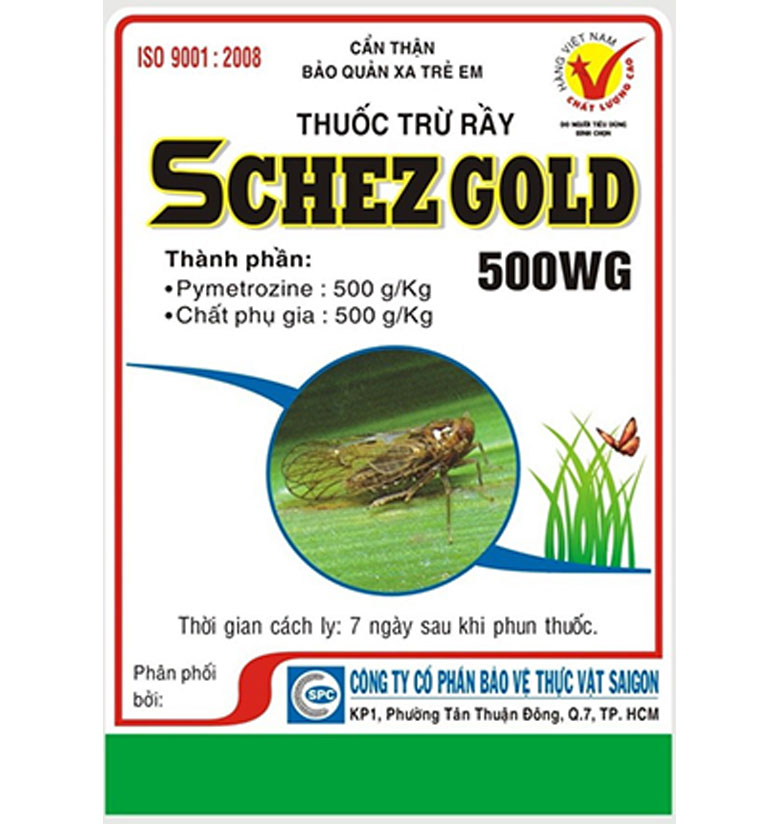 ISO 9001 : 2008
CẨN THẬN
BẢO QUẢN XA TRẺ EM
HÀNG VIỆT NAM
CHẤT LƯỢNG CAO
DO NGƯỜI TIÊU DÙNG
BÌNH CHỌN
THUỐC TRỪ RẦY
SCHEZ GOLD
500WG
Thành phần:
•Pymetrozine : 500 g/Kg
•Chất phụ gia : 500 g/Kg
Thời gian cách ly: 7 ngày sau khi phun thuốc.
Phân phối
bởi:
SPC
CÔNG TY CỔ PHẦN BẢO VỆ THỰC VẬT SAIGON
KP1, Phường Tân Thuận Đông, Q.7, TP. HCM